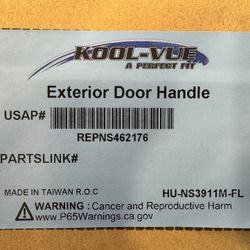 KOOL-VUE
A PERFECT FIT
Exterior Door Handle
USAP#
REPNS462176
PARTSLINK#
MADE IN TAIWAN R.O.C HU-NS3911M-FL
WARNING : Cancer and Reproductive Harm
www.P65Warnings.ca.gov